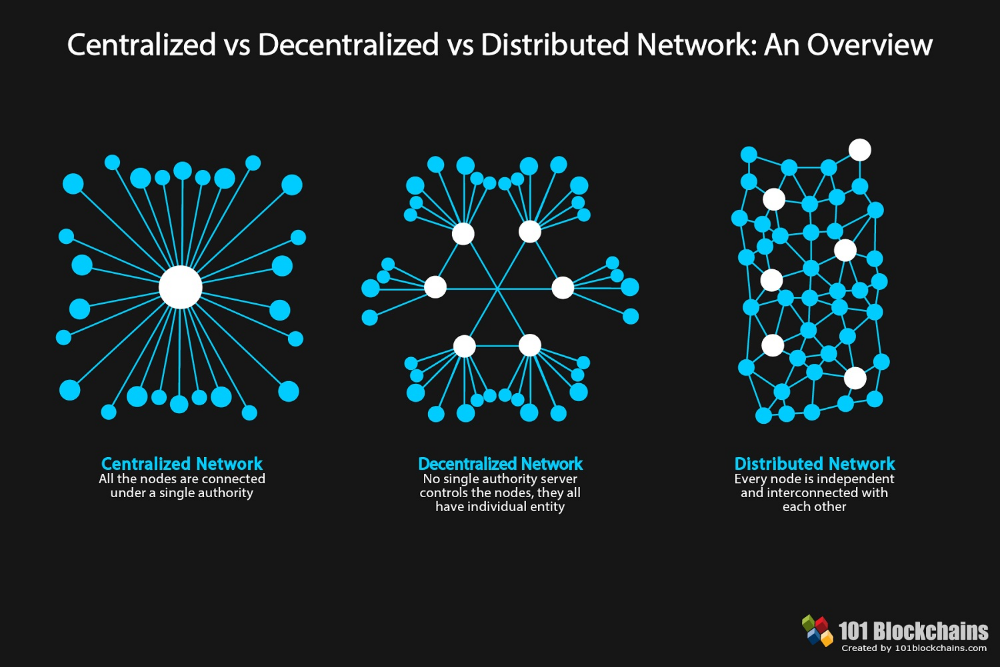 Centralized vs Decentralized vs Distributed Network: An Overview
Centralized Network
All the nodes are connected
under a single authority
Decentralized Network
No single authority server
controls the nodes, they all
have individual entity
Distributed Network
Every node is independent
and interconnected with
each other
101 Blockchains
Created by 101blockchains.com